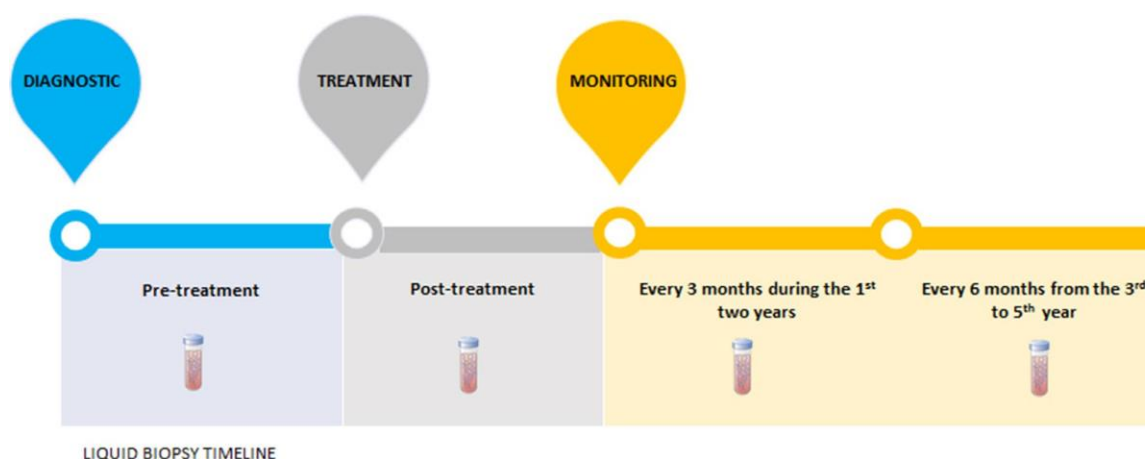 DIAGNOSTIC
TREATMENT
MONITORING
Pre-treatment
Post-treatment
Every 3 months during the 1st
two years
Every 6 months from the 3rd
to 5th year
LIQUID BIOPSY TIMELINE